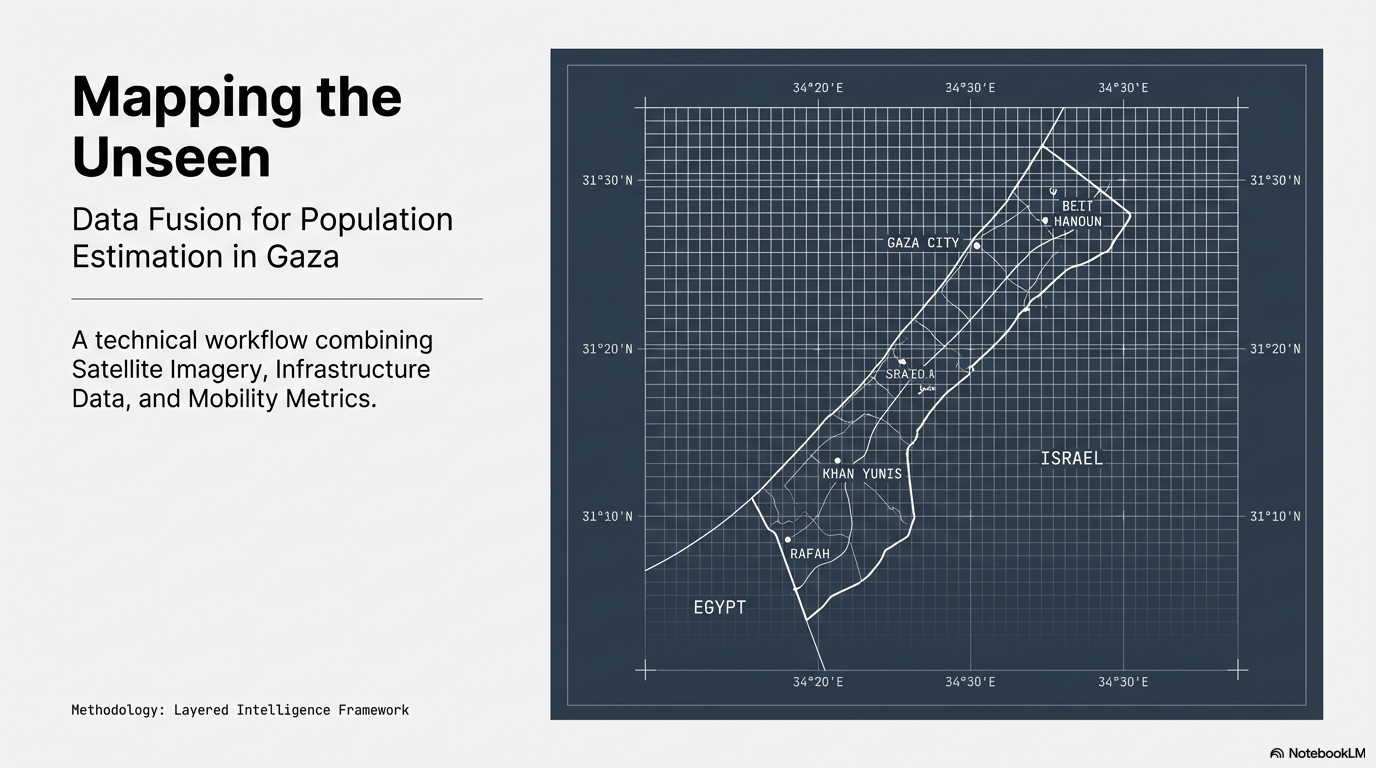 Mapping the
Unseen
Data Fusion for Population
Estimation in Gaza
A technical workflow combining
Satellite Imagery, Infrastructure
Data, and Mobility Metrics.
Methodology: Layered Intelligence Framework
34°20'E 34°30'E 34°30'E
31°30'N 31°30'N
BEIT
HANOUN
GAZA CITY
31°20'N 31°20'N
ISRAEL
KHAN YUNIS
31°10'N 31°10'N
RAFAH
EGYPT
34°20'E 34°30'E 34°30'E
NotebookLM